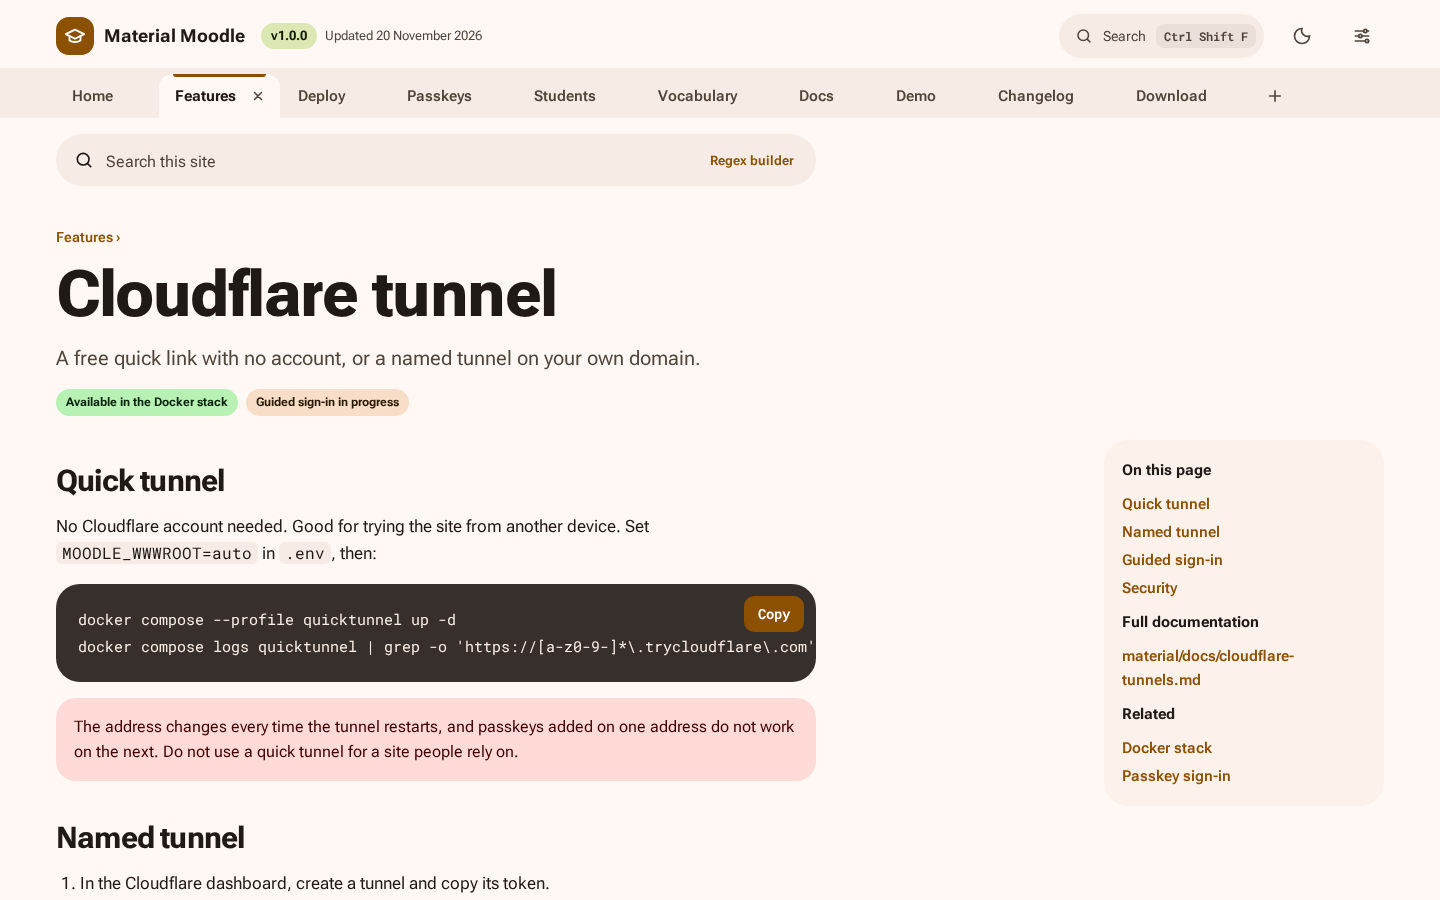 Material Moodle
v1.0.0
Updated 20 November 2026
Search
Ctrl Shift F
Home
Features
Deploy
Passkeys
Students
Vocabulary
Docs
Demo
Changelog
Download
Search this site
Regex builder
Features ›
Cloudflare tunnel
A free quick link with no account, or a named tunnel on your own domain.
Available in the Docker stack
Guided sign-in in progress
Quick tunnel
No Cloudflare account needed. Good for trying the site from another device. Set
MOODLE_WWWROOT=auto in .env, then:
Copy
docker compose --profile quicktunnel up -d
docker compose logs quicktunnel | grep -o 'https://[a-z0-9-]*\.trycloudflare\.com'
The address changes every time the tunnel restarts, and passkeys added on one address do not work
on the next. Do not use a quick tunnel for a site people rely on.
Named tunnel
1. In the Cloudflare dashboard, create a tunnel and copy its token.
On this page
Quick tunnel
Named tunnel
Guided sign-in
Security
Full documentation
material/docs/cloudflare-
tunnels.md
Related
Docker stack
Passkey sign-in